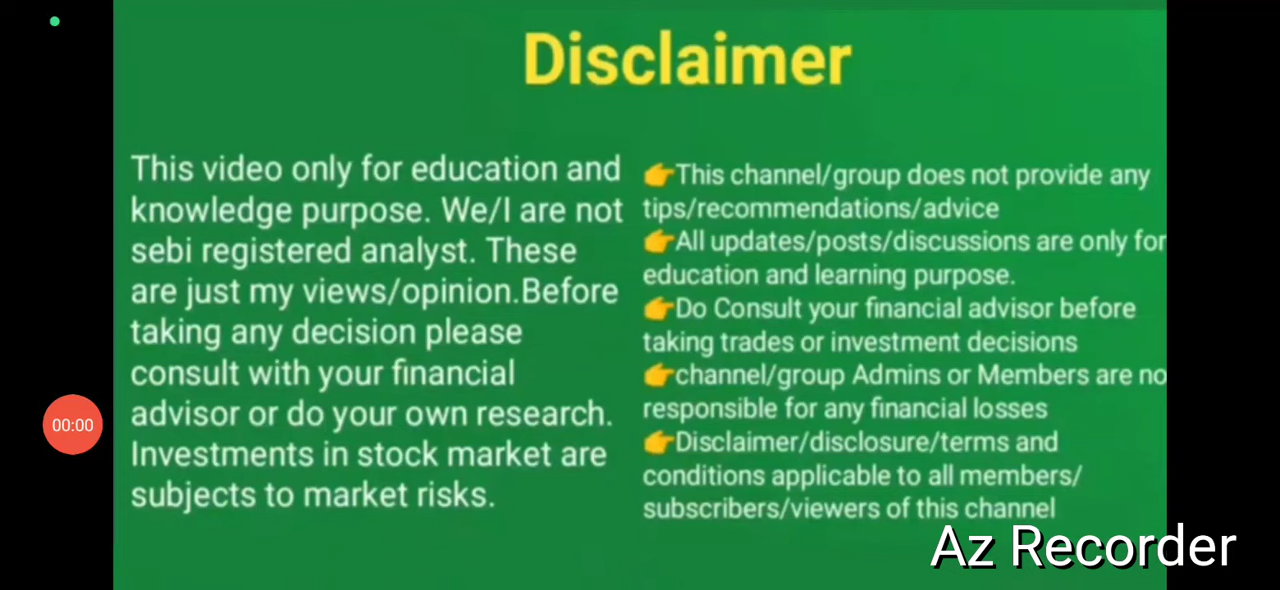 Disclaimer
This video only for education and
knowledge purpose. We/I are not
sebi registered analyst. These
are just my views/opinion.Before
taking any decision please
consult with your financial
advisor or do your own research.
Investments in stock market are
subjects to market risks.
👉This channel/group does not provide any
tips/recommendations/advice
👉All updates/posts/discussions are only for
education and learning purpose.
👉Do Consult your financial advisor before
taking trades or investment decisions
👉channel/group Admins or Members are no
responsible for any financial losses
👉Disclaimer/disclosure/terms and
conditions applicable to all members/
subscribers/viewers of this channel
00:00
Az Recorder